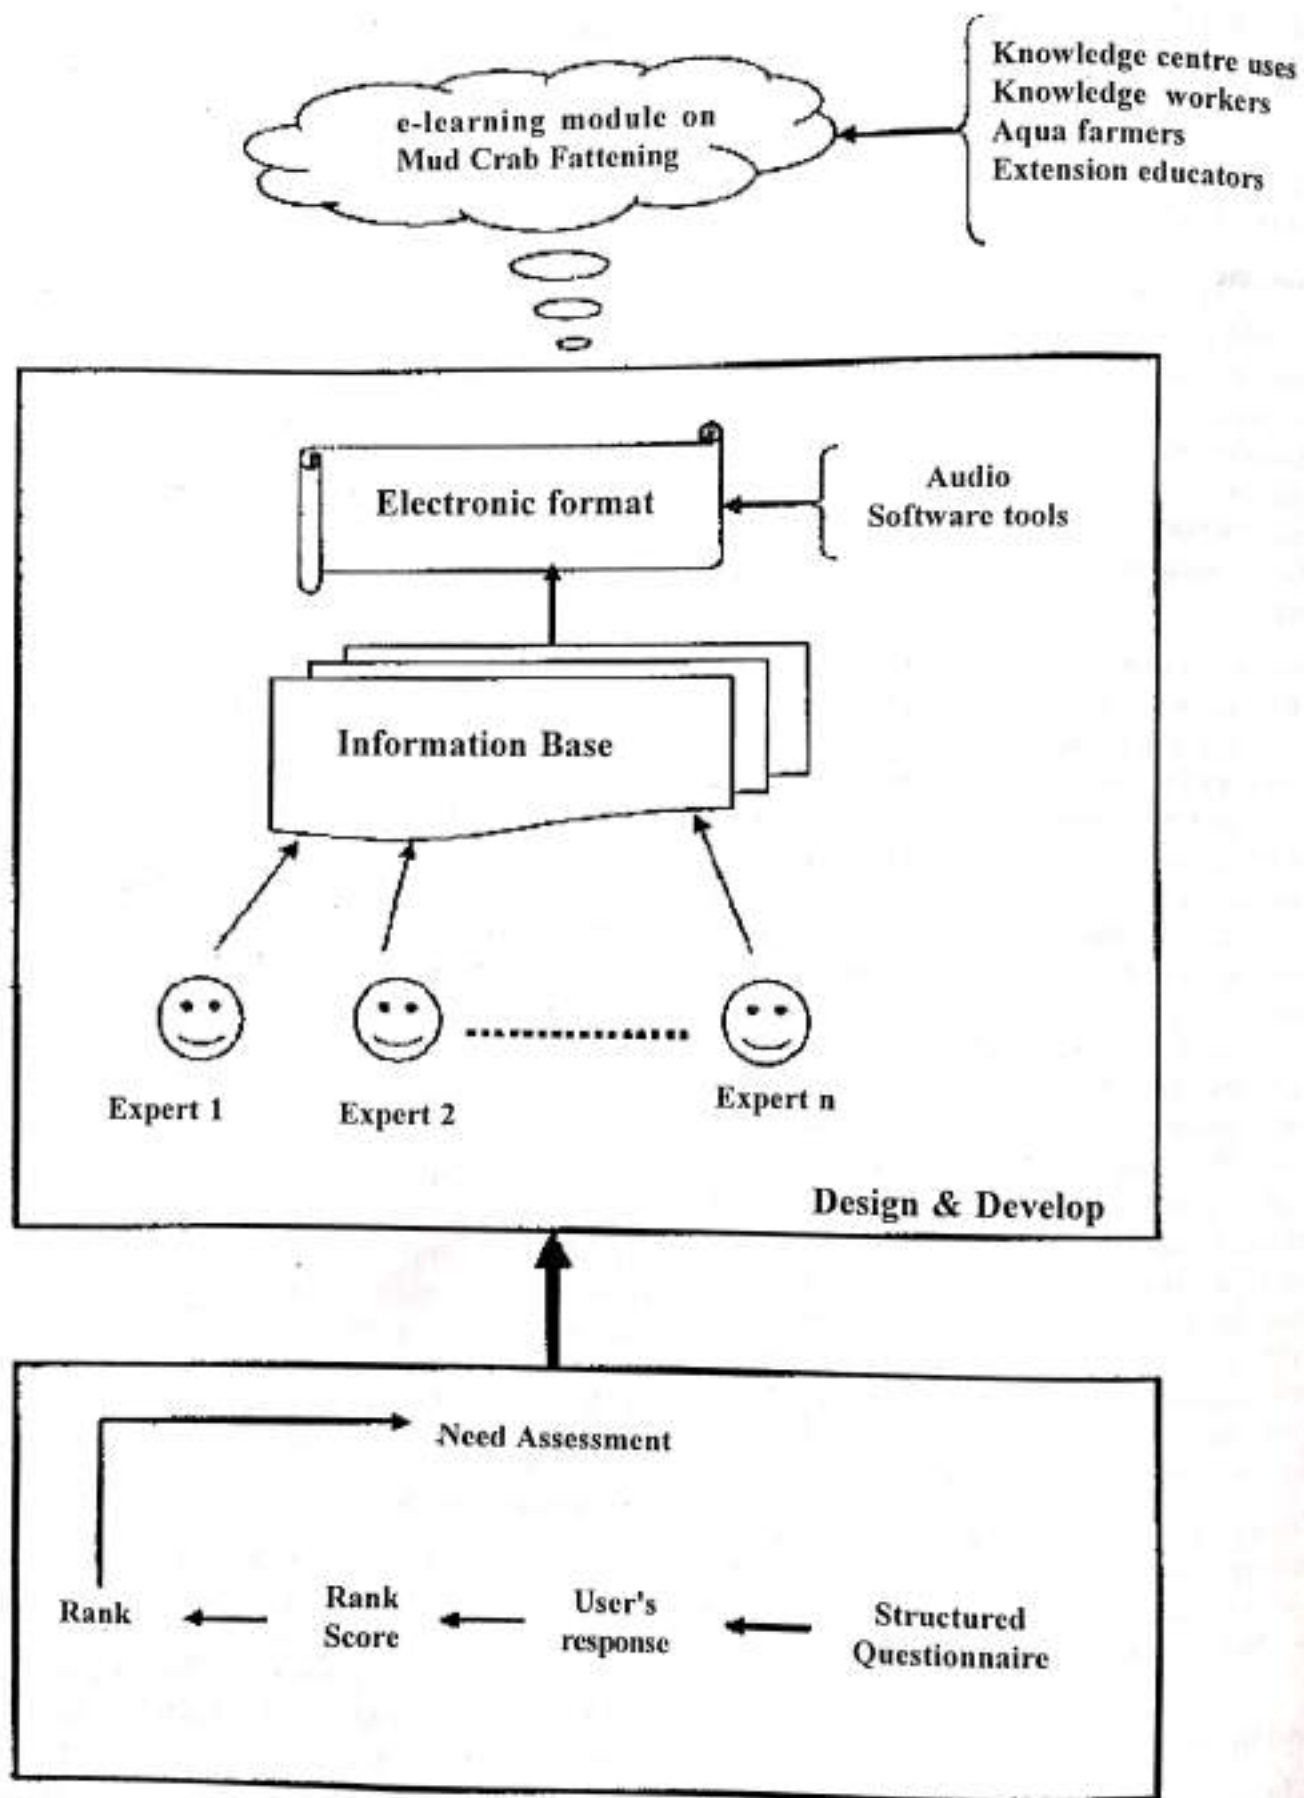 Knowledge centre uses
Knowledge workers
Aqua farmers
Extension educators
e-learning module on
Mud Crab Fattening
Electronic format
Audio
Software tools
Information Base
Expert 1
Expert 2
Expert n
Design & Develop
Need Assessment
Rank
Rank
Score
User's
response
Structured
Questionnaire